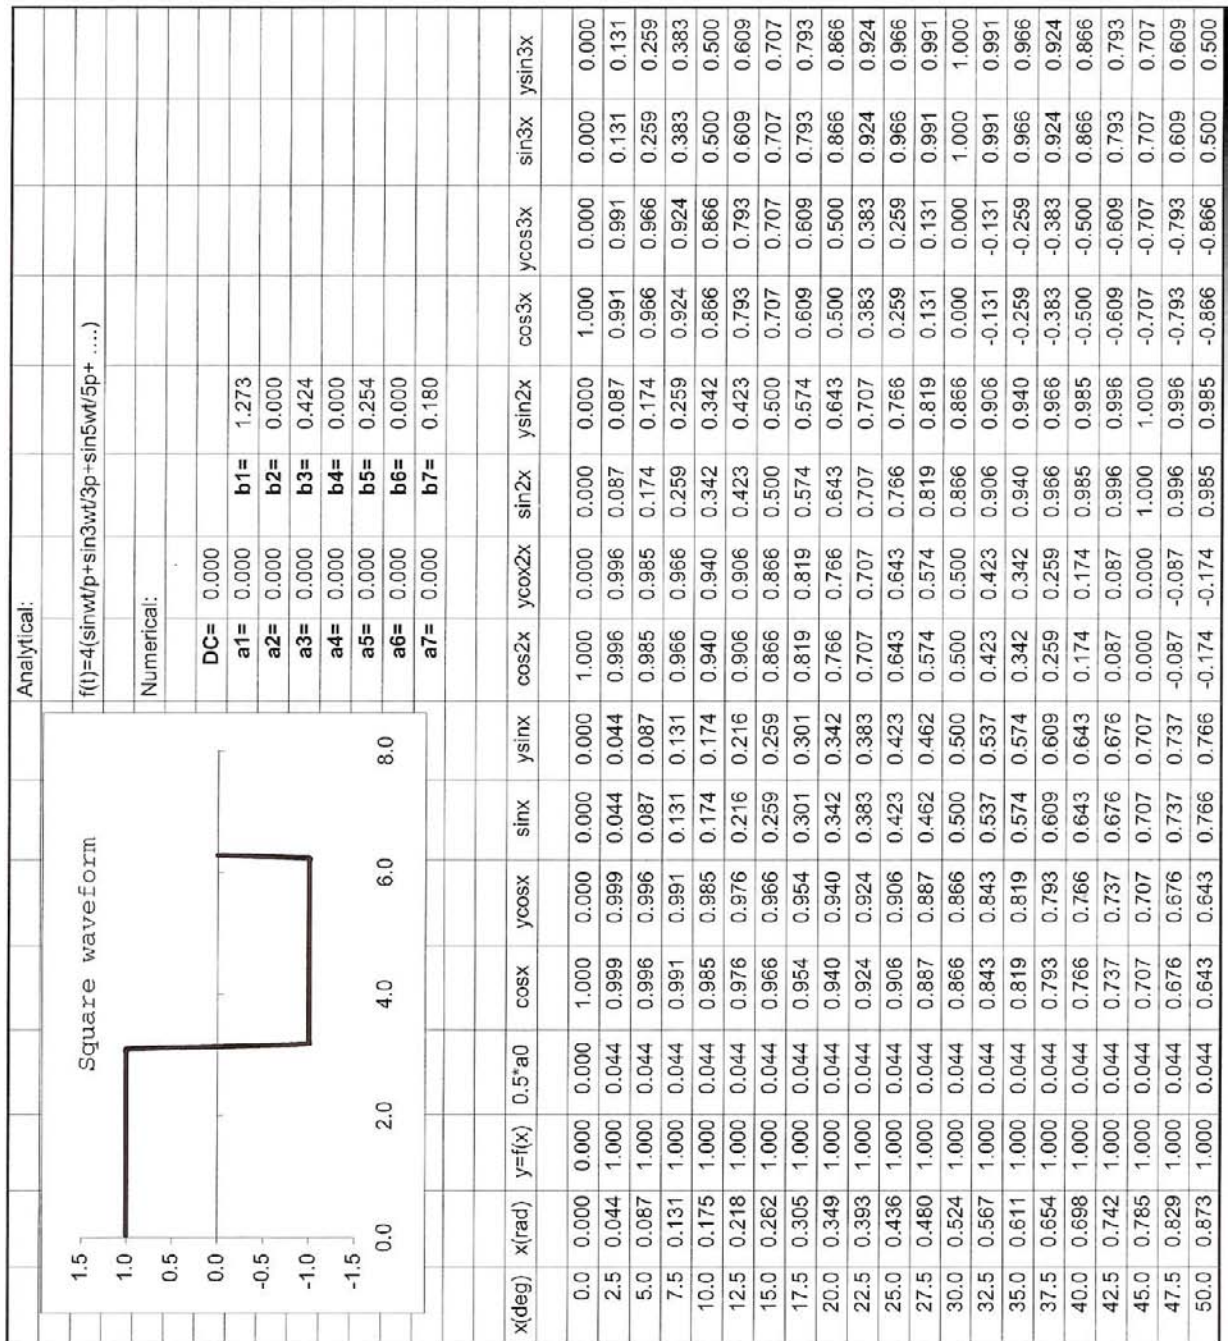 Analytical:
f(t)=4(sinwt/p+sin3wt/3p+sin5wt/5p+ ....)
Numerical:
DC= 0.000
a1= 0.000 b1= 1.273
a2= 0.000 b2= 0.000
a3= 0.000 b3= 0.424
a4= 0.000 b4= 0.000
a5= 0.000 b5= 0.254
a6= 0.000 b6= 0.000
a7= 0.000 b7= 0.180
Square waveform
1.5
1.0
0.5
0.0
-0.5
-1.0
-1.5
0.0 2.0 4.0 6.0 8.0
x(deg) x(rad) y=f(x) 0.5*a0 cosx ycosx sinx ysinx cos2x ycox2x sin2x ysin2x cos3x ycos3x sin3x ysin3x
0.0 0.000 0.000 0.000 1.000 0.000 0.000 0.000 1.000 0.000 0.000 0.000 1.000 0.000 0.000 0.000
2.5 0.044 1.000 0.044 0.999 0.999 0.044 0.044 0.996 0.996 0.087 0.087 0.991 0.991 0.131 0.131
5.0 0.087 1.000 0.044 0.996 0.996 0.087 0.087 0.985 0.985 0.174 0.174 0.966 0.966 0.259 0.259
7.5 0.131 1.000 0.044 0.991 0.991 0.131 0.131 0.966 0.966 0.259 0.259 0.924 0.924 0.383 0.383
10.0 0.175 1.000 0.044 0.985 0.985 0.174 0.174 0.940 0.940 0.342 0.342 0.866 0.866 0.500 0.500
12.5 0.218 1.000 0.044 0.976 0.976 0.216 0.216 0.906 0.906 0.423 0.423 0.793 0.793 0.609 0.609
15.0 0.262 1.000 0.044 0.966 0.966 0.259 0.259 0.866 0.866 0.500 0.500 0.707 0.707 0.707 0.707
17.5 0.305 1.000 0.044 0.954 0.954 0.301 0.301 0.819 0.819 0.574 0.574 0.609 0.609 0.793 0.793
20.0 0.349 1.000 0.044 0.940 0.940 0.342 0.342 0.766 0.766 0.643 0.643 0.500 0.500 0.866 0.866
22.5 0.393 1.000 0.044 0.924 0.924 0.383 0.383 0.707 0.707 0.707 0.707 0.383 0.383 0.924 0.924
25.0 0.436 1.000 0.044 0.906 0.906 0.423 0.423 0.643 0.643 0.766 0.766 0.259 0.259 0.966 0.966
27.5 0.480 1.000 0.044 0.887 0.887 0.462 0.462 0.574 0.574 0.819 0.819 0.131 0.131 0.991 0.991
30.0 0.524 1.000 0.044 0.866 0.866 0.500 0.500 0.500 0.500 0.866 0.866 0.000 0.000 1.000 1.000
32.5 0.567 1.000 0.044 0.843 0.843 0.537 0.537 0.423 0.423 0.906 0.906 -0.131 -0.131 0.991 0.991
35.0 0.611 1.000 0.044 0.819 0.819 0.574 0.574 0.342 0.342 0.940 0.940 -0.259 -0.259 0.966 0.966
37.5 0.654 1.000 0.044 0.793 0.793 0.609 0.609 0.259 0.259 0.966 0.966 -0.383 -0.383 0.924 0.924
40.0 0.698 1.000 0.044 0.766 0.766 0.643 0.643 0.174 0.174 0.985 0.985 -0.500 -0.500 0.866 0.866
42.5 0.742 1.000 0.044 0.737 0.737 0.676 0.676 0.087 0.087 0.996 0.996 -0.609 -0.609 0.793 0.793
45.0 0.785 1.000 0.044 0.707 0.707 0.707 0.707 0.000 0.000 1.000 1.000 -0.707 -0.707 0.707 0.707
47.5 0.829 1.000 0.044 0.676 0.676 0.737 0.737 -0.087 -0.087 0.996 0.996 -0.793 -0.793 0.609 0.609
50.0 0.873 1.000 0.044 0.643 0.643 0.766 0.766 -0.174 -0.174 0.985 0.985 -0.866 -0.866 0.500 0.500